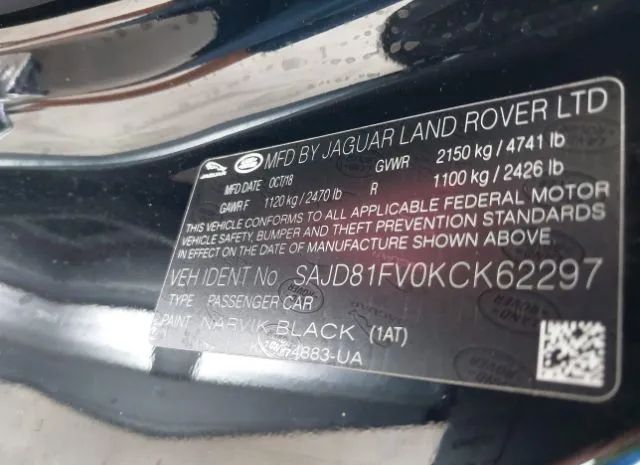 MFD BY JAGUAR LAND ROVER LTD
MFD DATE OCT/18 GVWR 2150 kg / 4741 lb
GAWR F 1120 kg / 2470 lb R 1100 kg / 2426 lb
THIS VEHICLE CONFORMS TO ALL APPLICABLE FEDERAL MOTOR
VEHICLE SAFETY, BUMPER AND THEFT PREVENTION STANDARDS
IN EFFECT ON THE DATE OF MANUFACTURE SHOWN ABOVE
VEH IDENT No SAJD81FV0KCK62297
TYPE PASSENGER CAR
PAINT NARVIK BLACK (1AT)